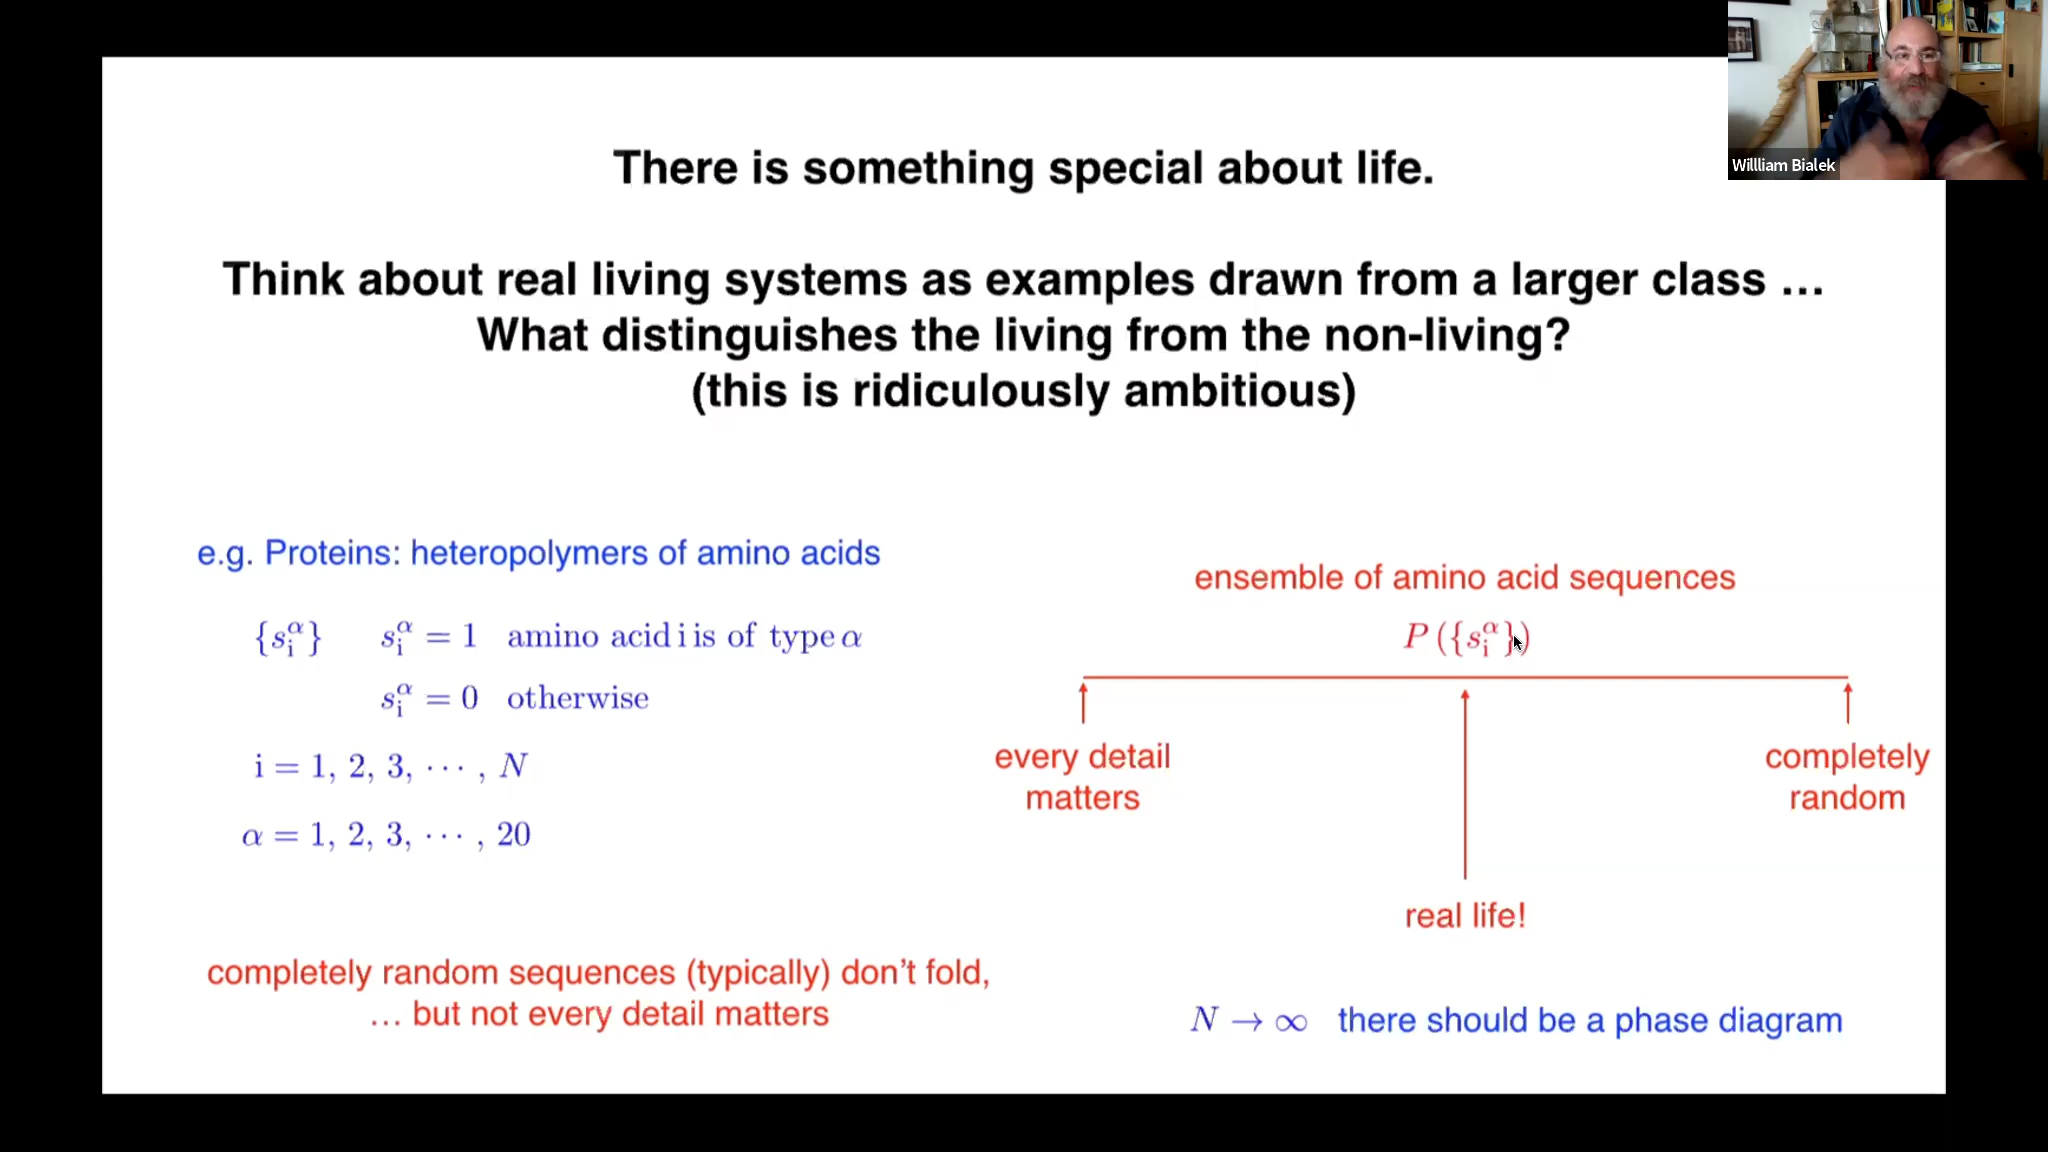 There is something special about life.
Think about real living systems as examples drawn from a larger class …
What distinguishes the living from the non-living?
(this is ridiculously ambitious)
Willliam Bialek
e.g. Proteins: heteropolymers of amino acids
{s_i^α} s_i^α = 1 amino acid i is of type α
s_i^α = 0 otherwise
i = 1, 2, 3, ··· , N
α = 1, 2, 3, ··· , 20
completely random sequences (typically) don't fold,
… but not every detail matters
ensemble of amino acid sequences
P ({s_i^α})
every detail
matters
completely
random
real life!
N → ∞ there should be a phase diagram